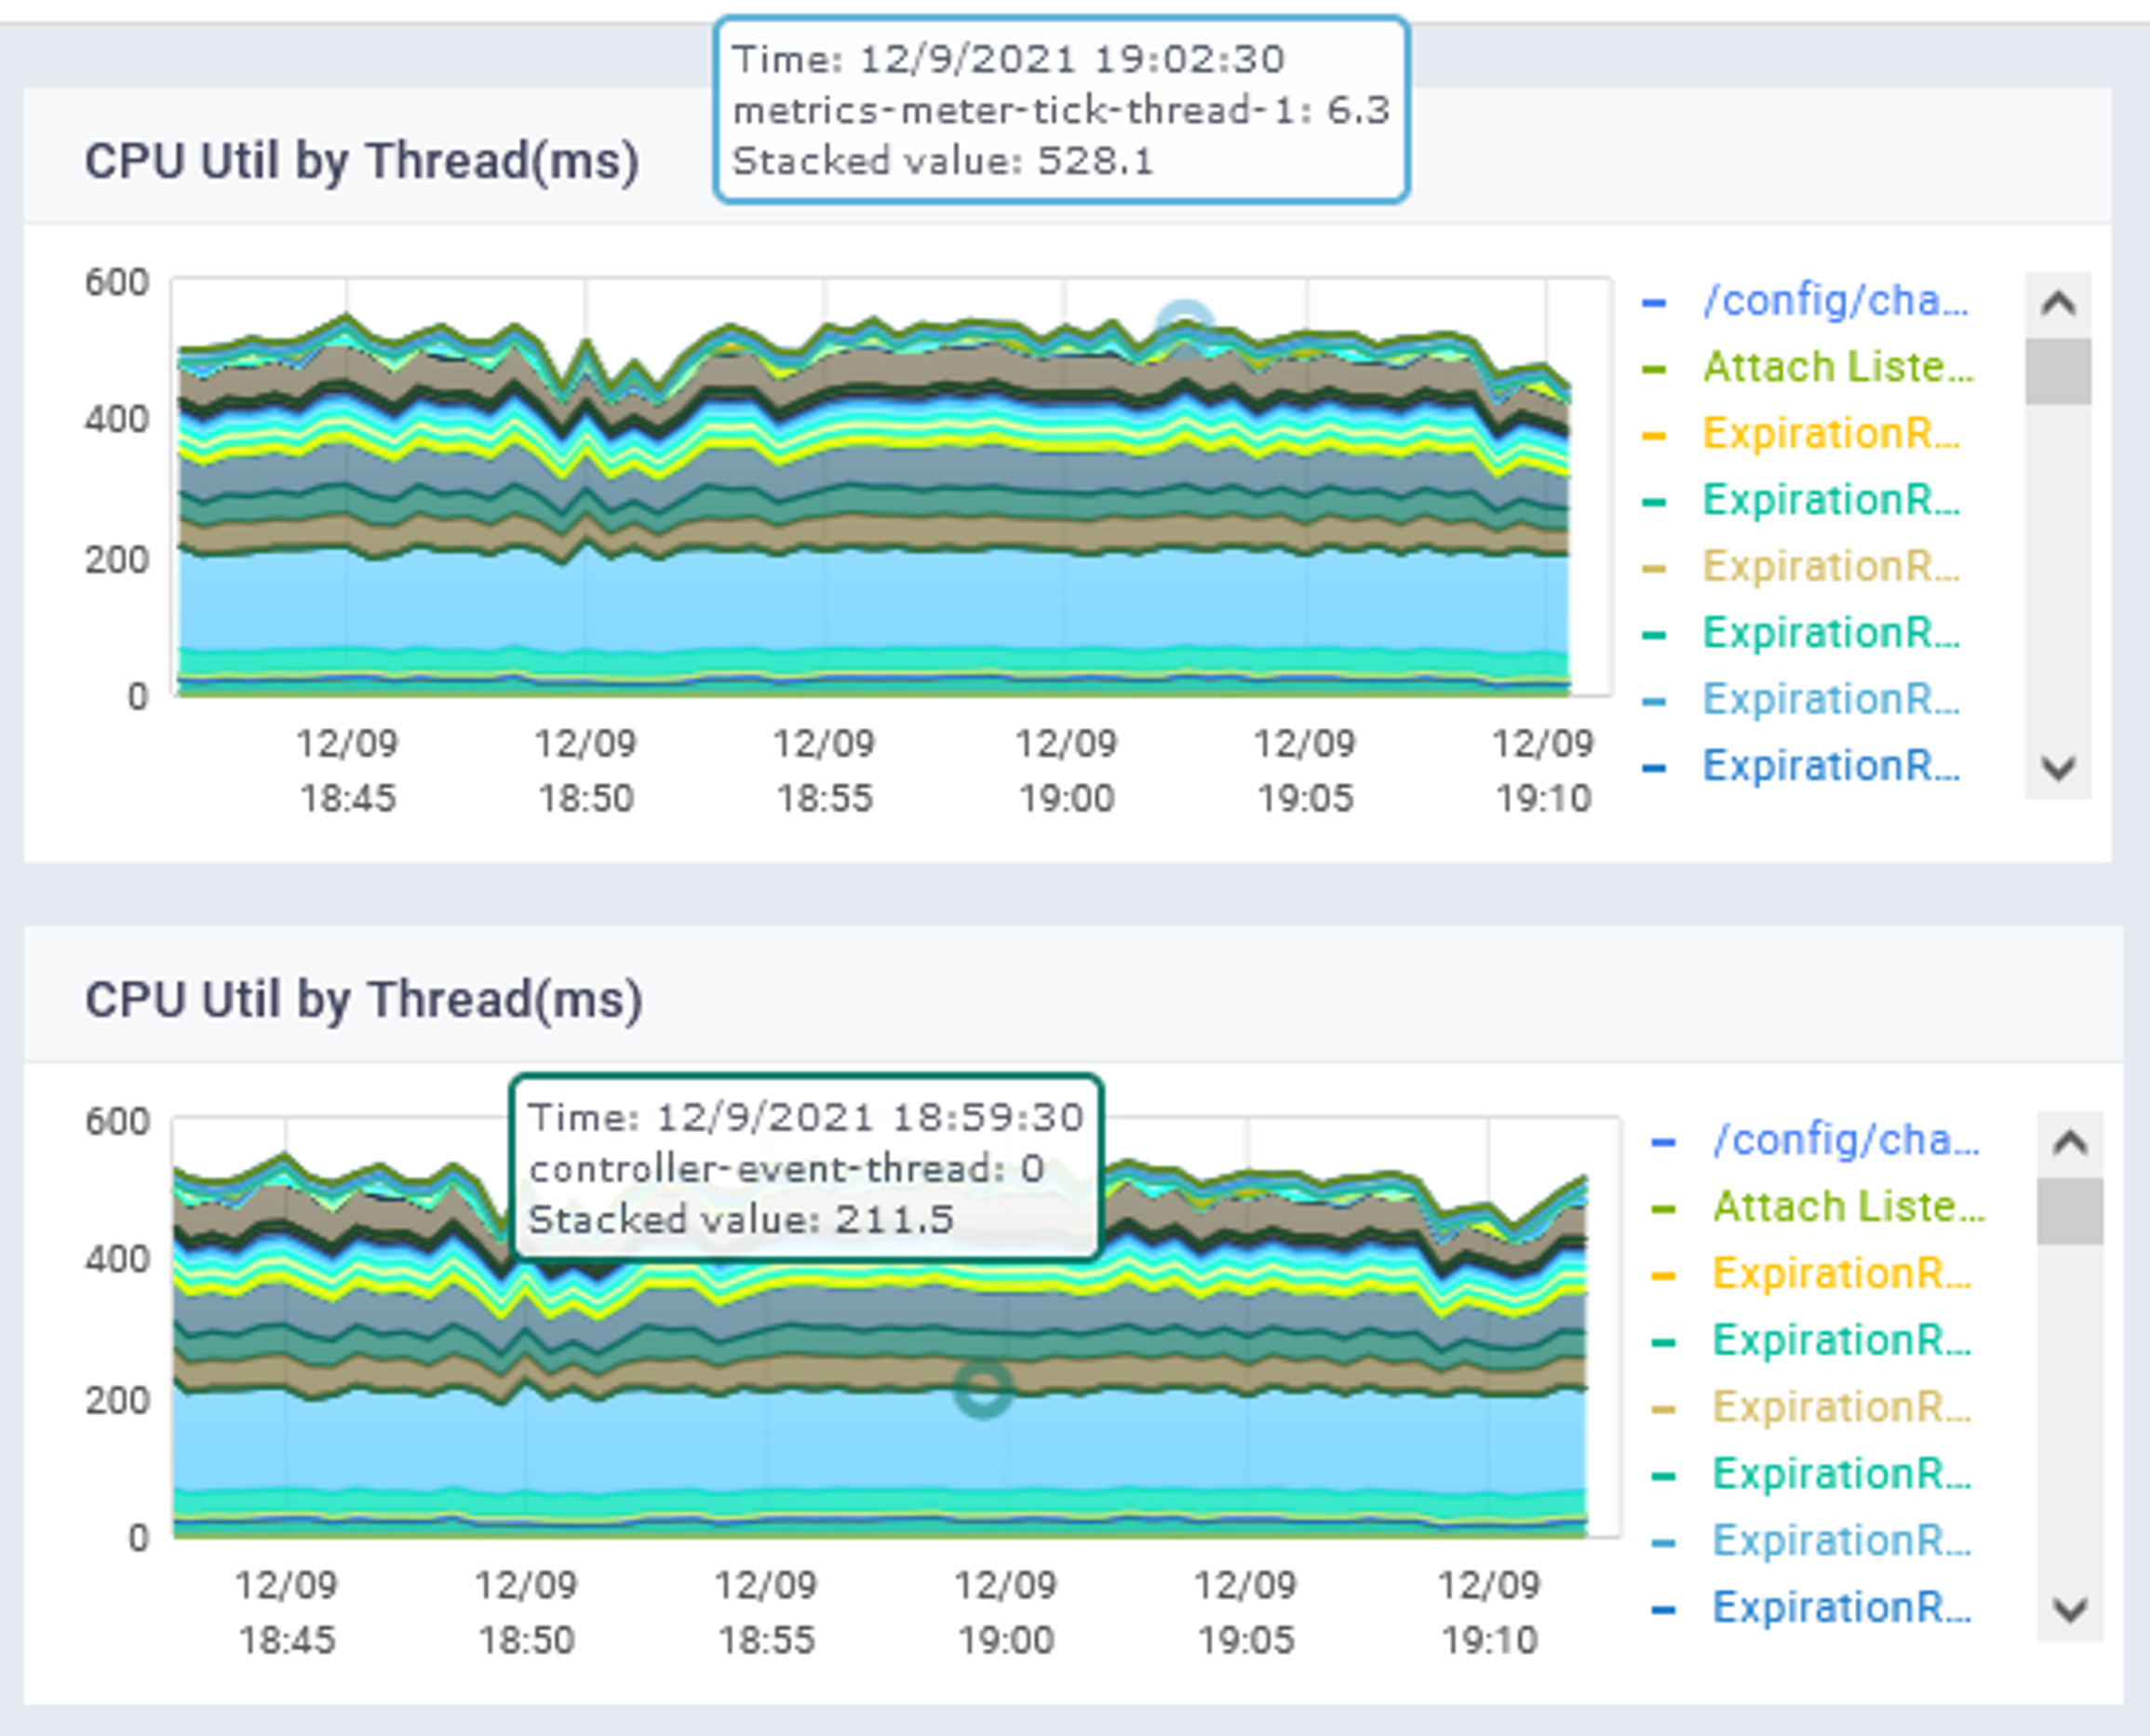 Time: 12/9/2021 19:02:30
metrics-meter-tick-thread-1: 6.3
Stacked value: 528.1
CPU Util by Thread(ms)
600
400
200
0
12/09 18:45
12/09 18:50
12/09 18:55
12/09 19:00
12/09 19:05
12/09 19:10
/config/cha...
Attach Liste...
ExpirationR...
ExpirationR...
ExpirationR...
ExpirationR...
ExpirationR...
ExpirationR...
CPU Util by Thread(ms)
Time: 12/9/2021 18:59:30
controller-event-thread: 0
Stacked value: 211.5
600
400
200
0
12/09 18:45
12/09 18:50
12/09 18:55
12/09 19:00
12/09 19:05
12/09 19:10
/config/cha...
Attach Liste...
ExpirationR...
ExpirationR...
ExpirationR...
ExpirationR...
ExpirationR...
ExpirationR...